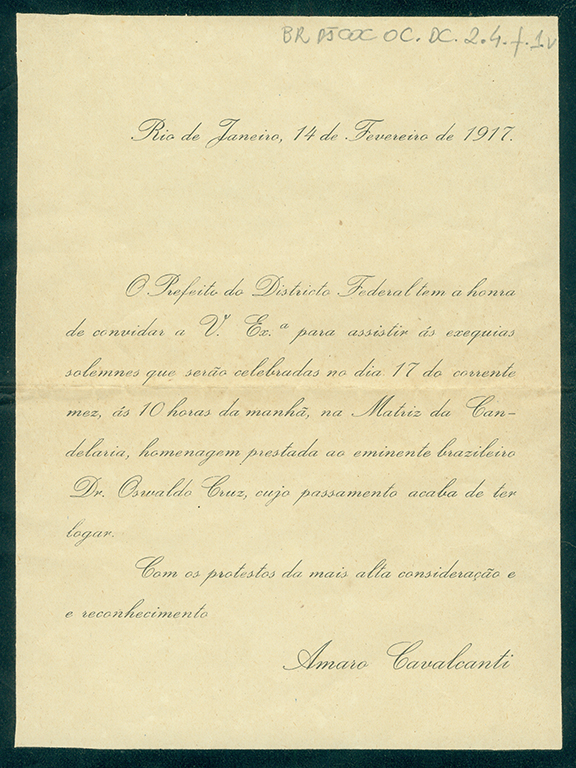 BR RJCOC OC. DC. 2.4. f. 1v
Rio de Janeiro, 14 de Fevereiro de 1917.
O Prefeito do Districto Federal tem a honra
de convidar a V. Ex.ª para assistir ás exequias
solemnes que serão celebradas no dia 17 do corrente
mez, ás 10 horas da manhã, na Matriz da Can-
delaria, homenagem prestada ao eminente brazileiro
Dr. Oswaldo Cruz, cujo passamento acaba de ter
logar.
Com os protestos da mais alta consideração e
e reconhecimento
Amaro Cavalcanti